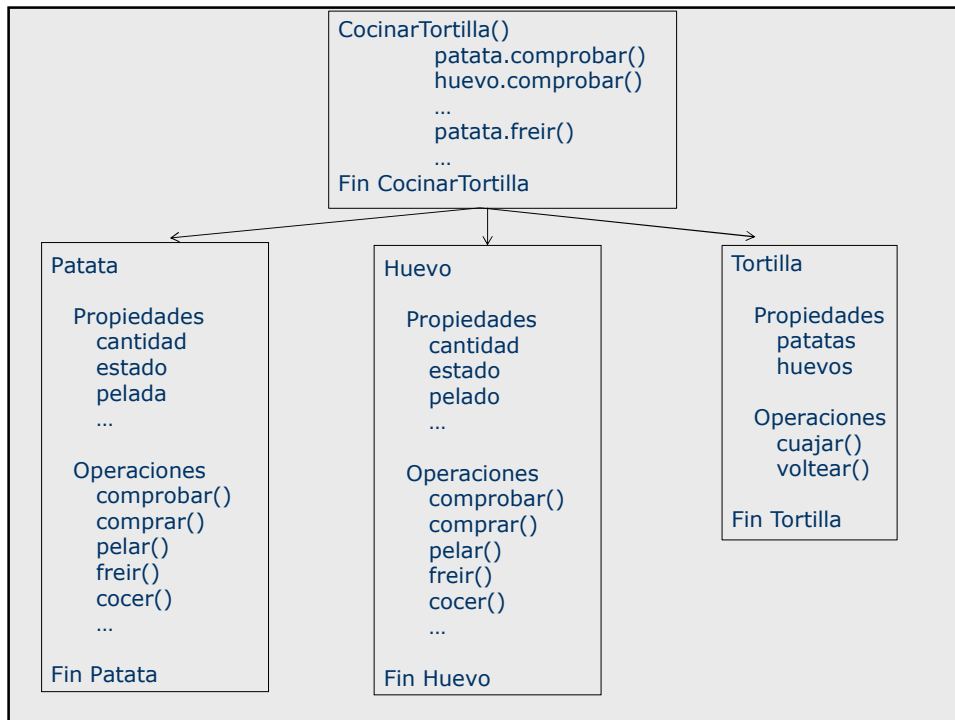 CocinarTortilla()
patata.comprobar()
huevo.comprobar()
...
patata.freir()
...
Fin CocinarTortilla
Patata
Propiedades
cantidad
estado
pelada
...
Operaciones
comprobar()
comprar()
pelar()
freir()
cocer()
...
Fin Patata
Huevo
Propiedades
cantidad
estado
pelado
...
Operaciones
comprobar()
comprar()
pelar()
freir()
cocer()
...
Fin Huevo
Tortilla
Propiedades
patatas
huevos
Operaciones
cuajar()
voltear()
Fin Tortilla